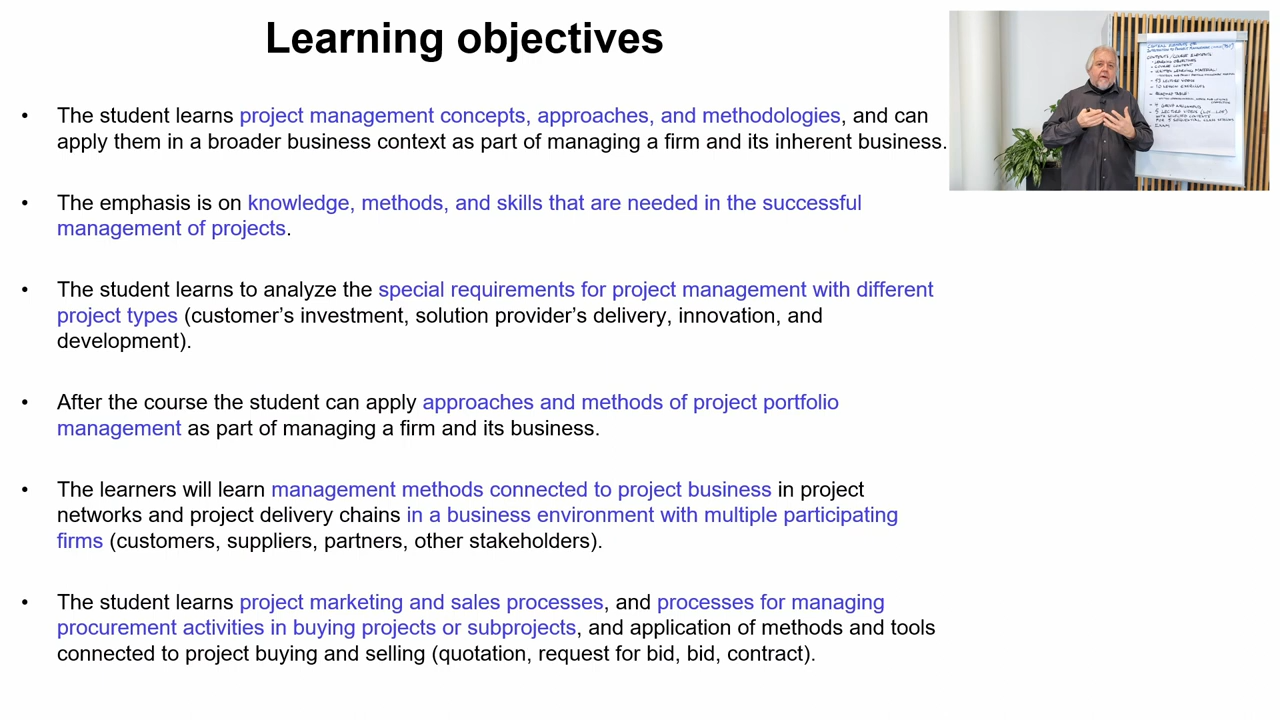 Learning objectives
• The student learns project management concepts, approaches, and methodologies, and can
apply them in a broader business context as part of managing a firm and its inherent business.
• The emphasis is on knowledge, methods, and skills that are needed in the successful
management of projects.
• The student learns to analyze the special requirements for project management with different
project types (customer’s investment, solution provider’s delivery, innovation, and
development).
• After the course the student can apply approaches and methods of project portfolio
management as part of managing a firm and its business.
• The learners will learn management methods connected to project business in project
networks and project delivery chains in a business environment with multiple participating
firms (customers, suppliers, partners, other stakeholders).
• The student learns project marketing and sales processes, and processes for managing
procurement activities in buying projects or subprojects, and application of methods and tools
connected to project buying and selling (quotation, request for bid, bid, contract).
LEARNING OBJECTIVES
COURSE CONTENT